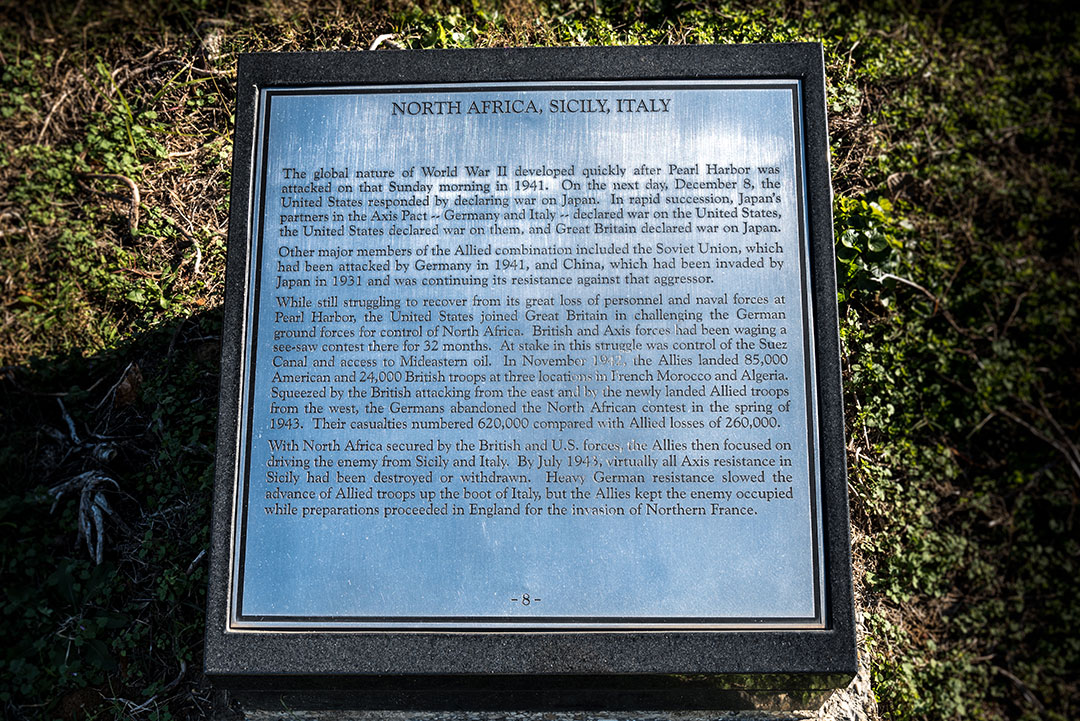 NORTH AFRICA, SICILY, ITALY
The global nature of World War II developed quickly after Pearl Harbor was
attacked on that Sunday morning in 1941. On the next day, December 8, the
United States responded by declaring war on Japan. In rapid succession, Japan's
partners in the Axis Pact -- Germany and Italy -- declared war on the United States,
the United States declared war on them, and Great Britain declared war on Japan.
Other major members of the Allied combination included the Soviet Union, which
had been attacked by Germany in 1941, and China, which had been invaded by
Japan in 1931 and was continuing its resistance against that aggressor.
While still struggling to recover from its great loss of personnel and naval forces at
Pearl Harbor, the United States joined Great Britain in challenging the German
ground forces for control of North Africa. British and Axis forces had been waging a
see-saw contest there for 32 months. At stake in this struggle was control of the Suez
Canal and access to Mideastern oil. In November 1942, the Allies landed 85,000
American and 24,000 British troops at three locations in French Morocco and Algeria.
Squeezed by the British attacking from the east and by the newly landed Allied troops
from the west, the Germans abandoned the North African contest in the spring of
1943. Their casualties numbered 620,000 compared with Allied losses of 260,000.
With North Africa secured by the British and U.S. forces, the Allies then focused on
driving the enemy from Sicily and Italy. By July 1943, virtually all Axis resistance in
Sicily had been destroyed or withdrawn. Heavy German resistance slowed the
advance of Allied troops up the boot of Italy, but the Allies kept the enemy occupied
while preparations proceeded in England for the invasion of Northern France.
- 8 -